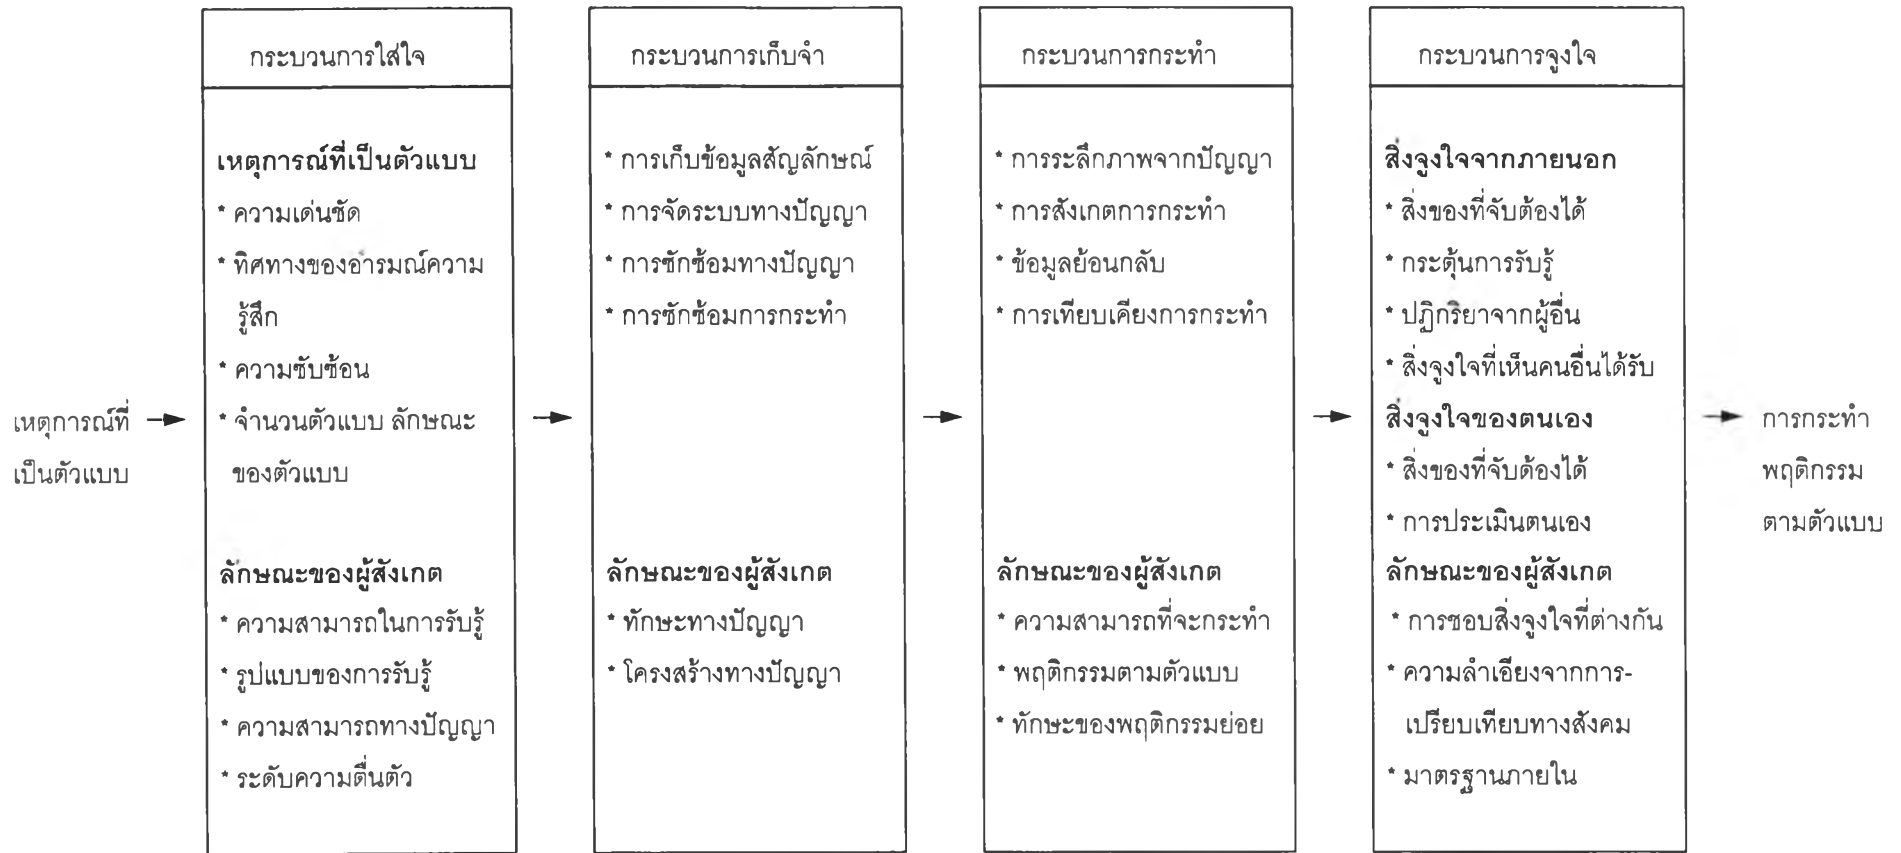 เหตุการณ์ที่
เป็นตัวแบบ
กระบวนการใส่ใจ
เหตุการณ์ที่เป็นตัวแบบ
* ความเด่นชัด
* ทิศทางของอารมณ์ความ
รู้สึก
* ความซับซ้อน
* จำนวนตัวแบบ ลักษณะ
ของตัวแบบ
ลักษณะของผู้สังเกต
* ความสามารถในการรับรู้
* รูปแบบของการรับรู้
* ความสามารถทางปัญญา
* ระดับความตื่นตัว
กระบวนการเก็บจำ
* การเก็บข้อมูลสัญลักษณ์
* การจัดระบบทางปัญญา
* การซักซ้อมทางปัญญา
* การซักซ้อมการกระทำ
ลักษณะของผู้สังเกต
* ทักษะทางปัญญา
* โครงสร้างทางปัญญา
กระบวนการกระทำ
* การระลึกภาพจากปัญญา
* การสังเกตการกระทำ
* ข้อมูลย้อนกลับ
* การเทียบเคียงการกระทำ
ลักษณะของผู้สังเกต
* ความสามารถที่จะกระทำ
* พฤติกรรมตามตัวแบบ
* ทักษะของพฤติกรรมย่อย
กระบวนการจูงใจ
สิ่งจูงใจจากภายนอก
* สิ่งของที่จับต้องได้
* กระตุ้นการรับรู้
* ปฏิกริยาจากผู้อื่น
* สิ่งจูงใจที่เห็นคนอื่นได้รับ
สิ่งจูงใจของตนเอง
* สิ่งของที่จับต้องได้
* การประเมินตนเอง
ลักษณะของผู้สังเกต
* การชอบสิ่งจูงใจที่ต่างกัน
* ความลำเอียงจากการ-
เปรียบเทียบทางสังคม
* มาตรฐานภายใน
การกระทำ
พฤติกรรม
ตามตัวแบบ